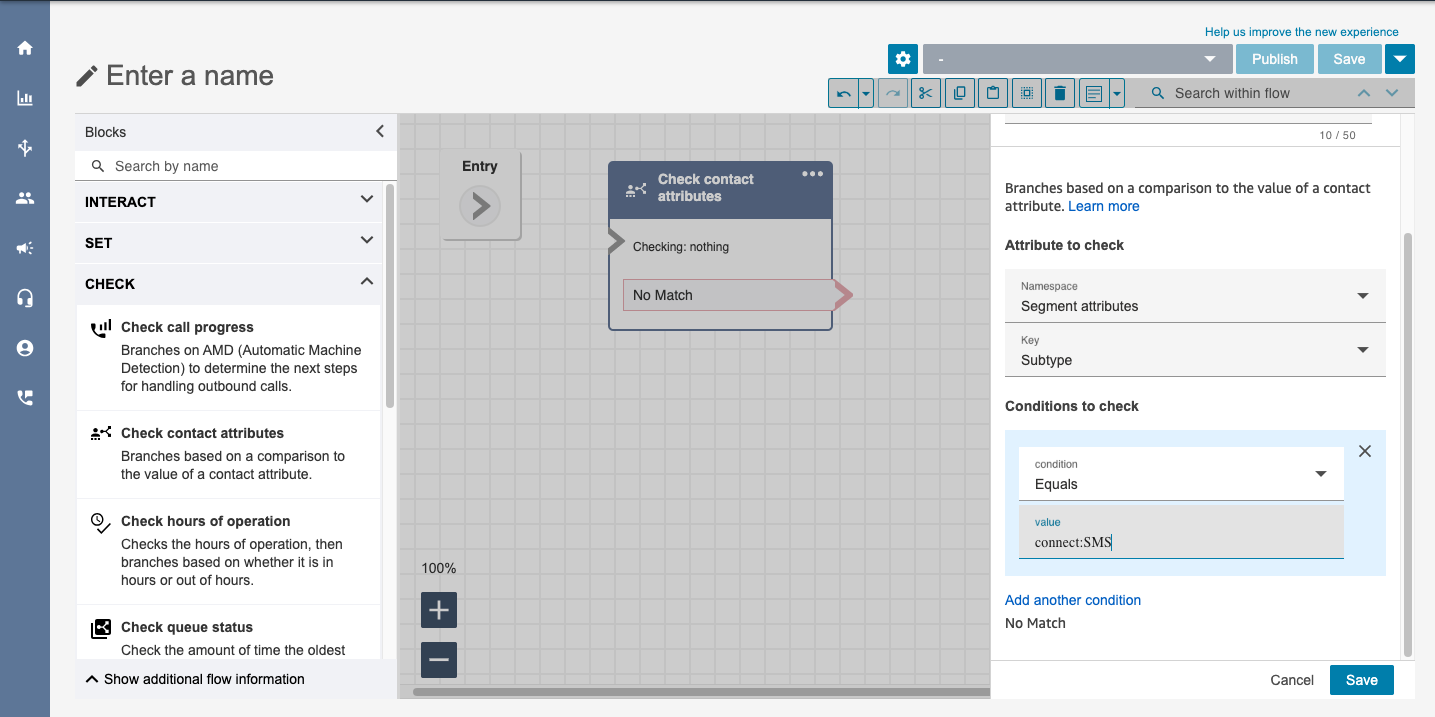 Help us improve the new experience
Enter a name
-
Publish
Save
Search within flow
Blocks
Search by name
INTERACT
SET
CHECK
Check call progress
Branches on AMD (Automatic Machine
Detection) to determine the next steps
for handling outbound calls.
Check contact attributes
Branches based on a comparison to
the value of a contact attribute.
Check hours of operation
Checks the hours of operation, then
branches based on whether it is in
hours or out of hours.
Check queue status
Check the amount of time the oldest
Show additional flow information
Entry
Check contact
attributes
Checking: nothing
No Match
100%
10 / 50
Branches based on a comparison to the value of a contact
attribute. Learn more
Attribute to check
Namespace
Segment attributes
Key
Subtype
Conditions to check
condition
Equals
value
connect:SMS
Add another condition
No Match
Cancel
Save